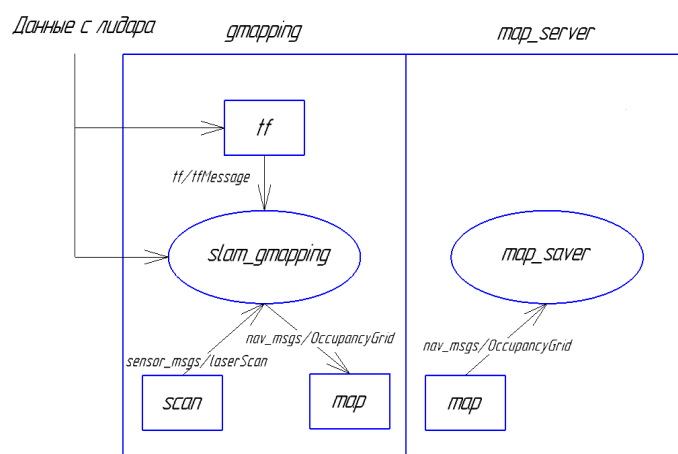 Данные с лидара
gmapping
map_server
tf
tf/tfMessage
slam_gmapping
map_saver
nav_msgs/OccupancyGrid
nav_msgs/OccupancyGrid
sensor_msgs/laserScan
scan
map
map